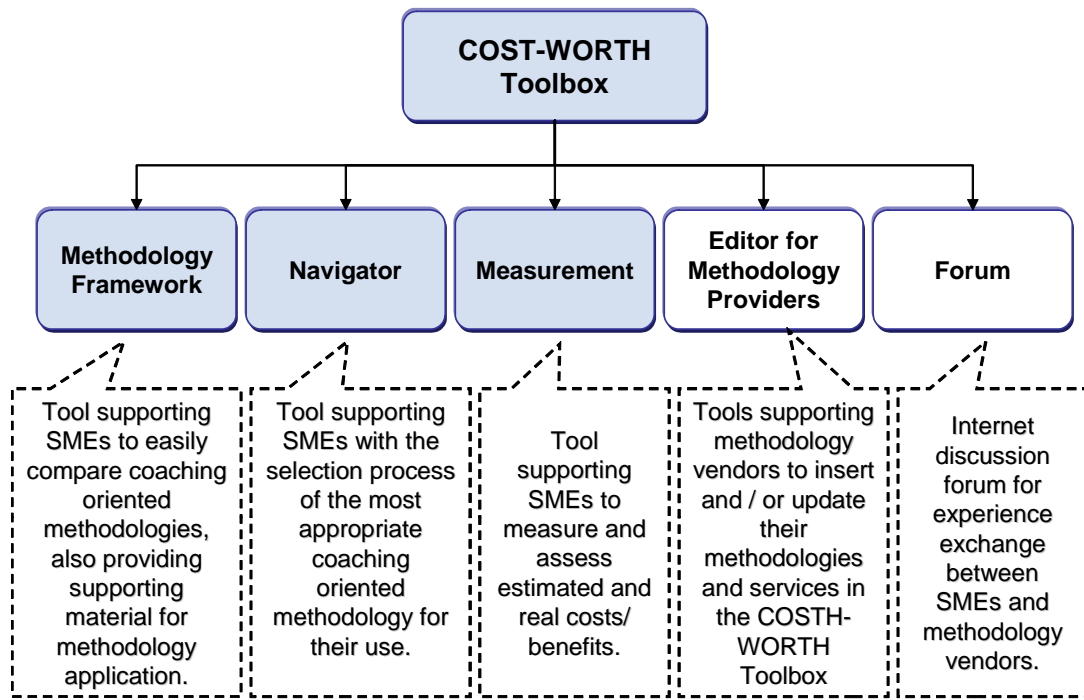 COST-WORTH
Toolbox
Methodology
Framework
Navigator
Measurement
Editor for
Methodology
Providers
Forum
Tool supporting
SMEs to easily
compare coaching
oriented
methodologies,
also providing
supporting
material for
methodology
application.
Tool supporting
SMEs with the
selection process
of the most
appropriate
coaching
oriented
methodology for
their use.
Tool
supporting
SMEs to
measure and
assess
estimated and
real costs/
benefits.
Tools supporting
methodology
vendors to insert
and / or update
their
methodologies
and services in
the COSTH-
WORTH
Toolbox
Internet
discussion
forum for
experience
exchange
between
SMEs and
methodology
vendors.